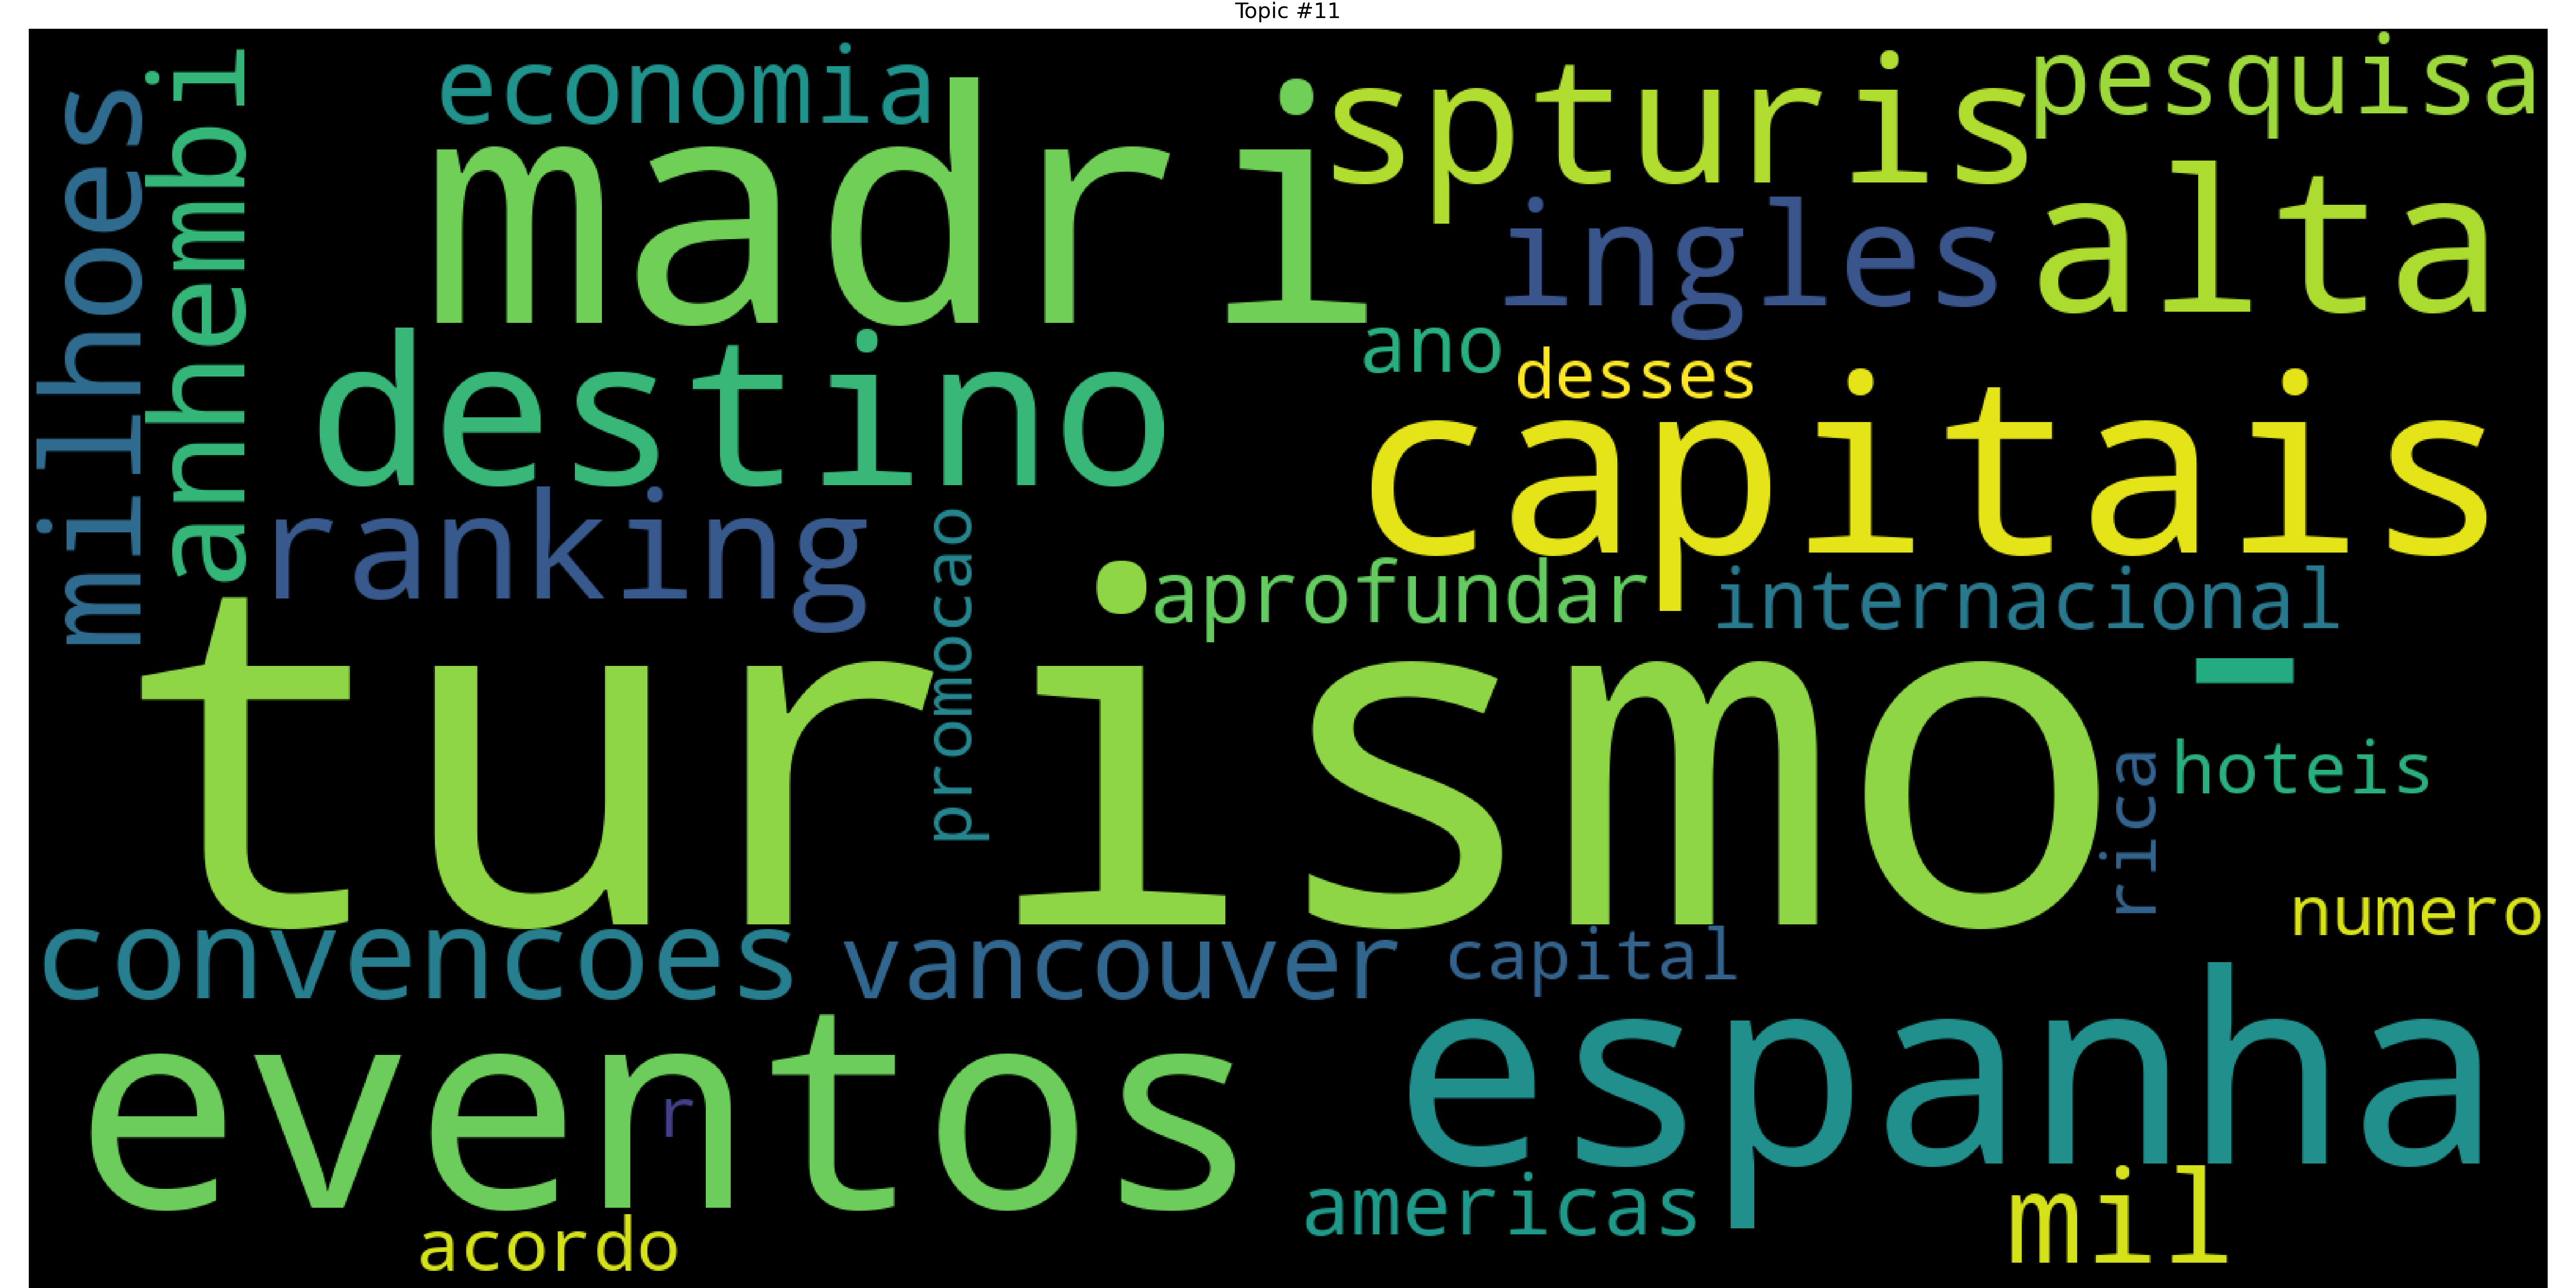 Topic #11
milhoes
anhembi
economia
madri
spturis
pesquisa
ingles
alta
ano
desses
destino
capitais
ranking
promocao
aprofundar
internacional
turismo
-
rica
hoteis
numero
convencoes
vancouver
capital
eventos
r
espanha
americas
mil
acordo